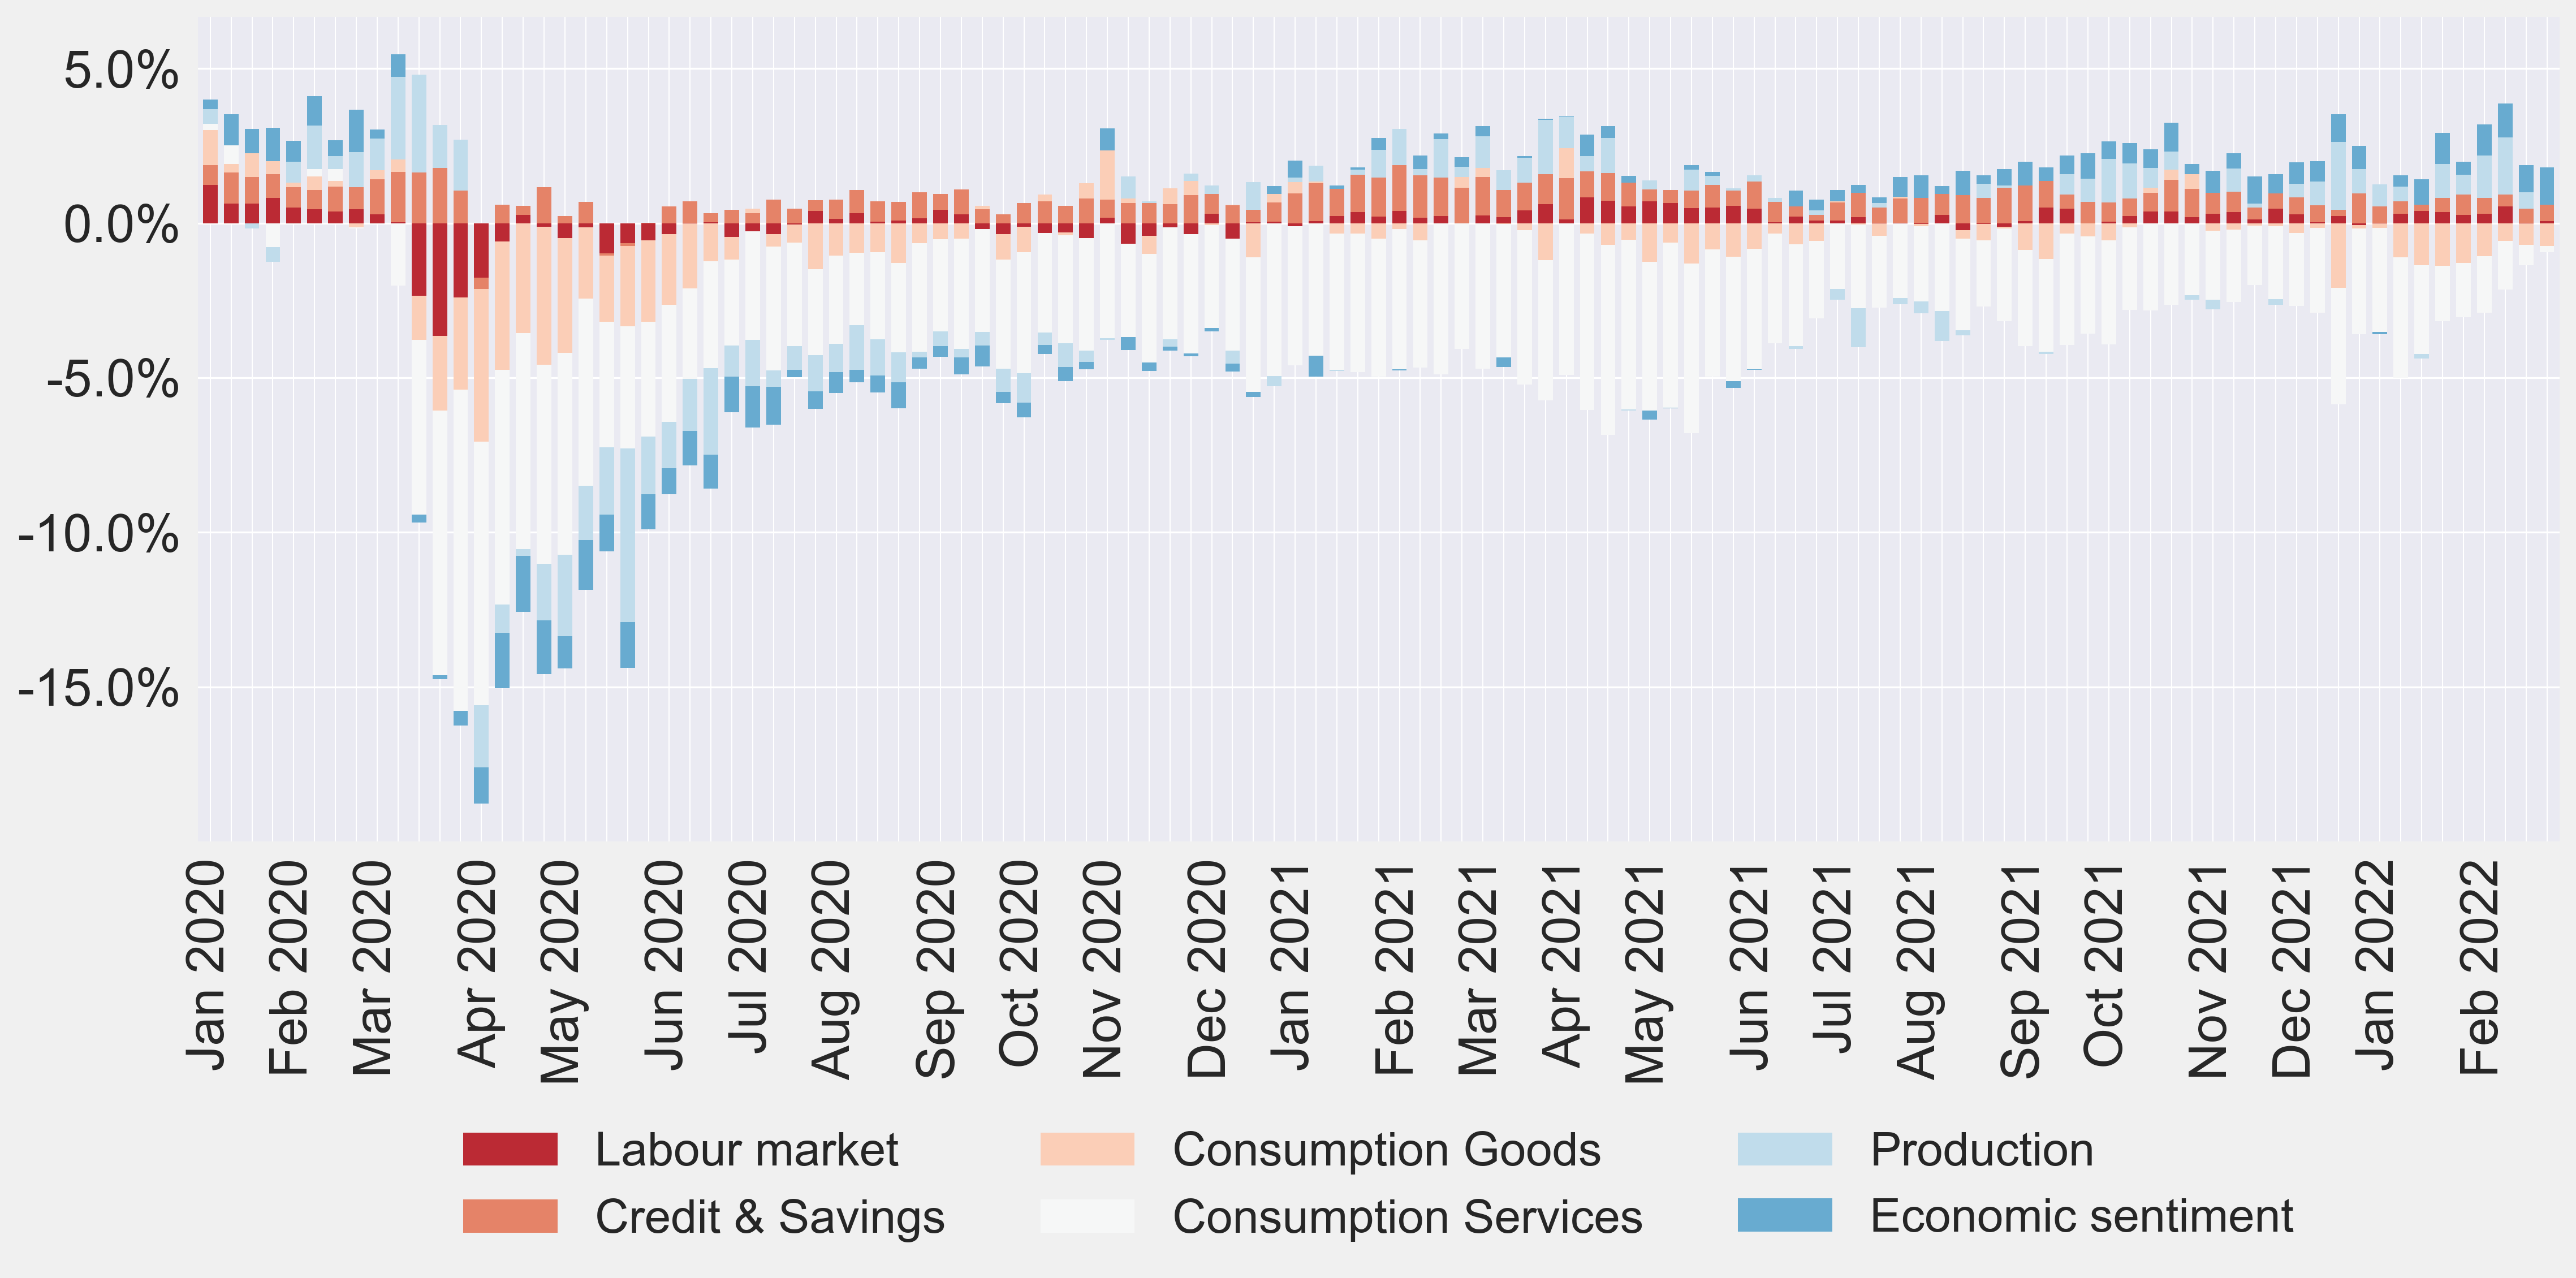 5.0%
0.0%
-5.0%
-10.0%
-15.0%
Jan 2020
Feb 2020
Mar 2020
Apr 2020
May 2020
Jun 2020
Jul 2020
Aug 2020
Sep 2020
Oct 2020
Nov 2020
Dec 2020
Jan 2021
Feb 2021
Mar 2021
Apr 2021
May 2021
Jun 2021
Jul 2021
Aug 2021
Sep 2021
Oct 2021
Nov 2021
Dec 2021
Jan 2022
Feb 2022
Labour market
Credit & Savings
Consumption Goods
Consumption Services
Production
Economic sentiment